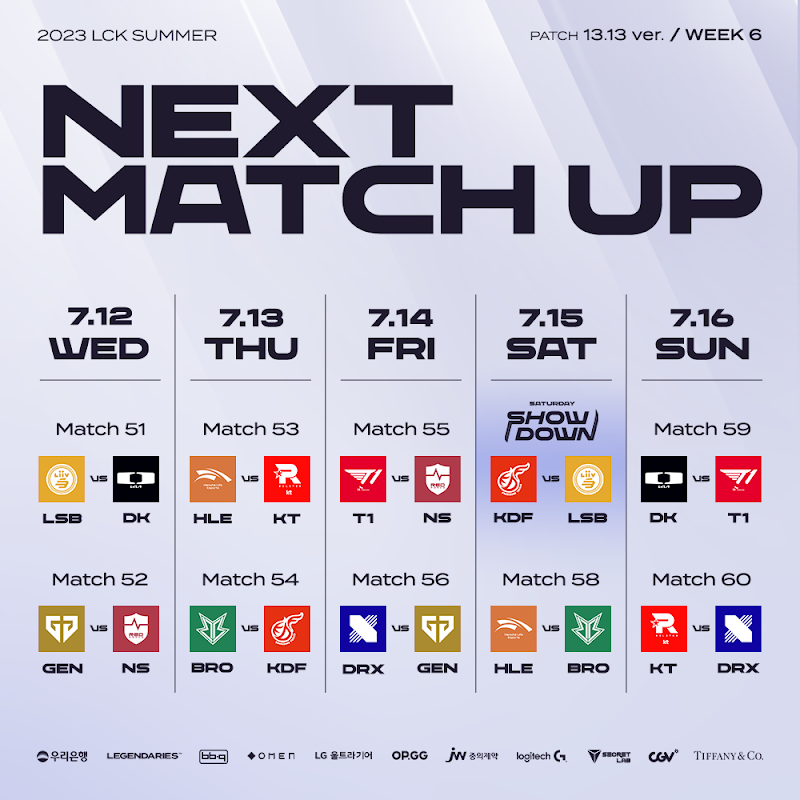 2023 LCK SUMMER
PATCH 13.13 ver. / WEEK 6
NEXT
MATCH UP
7.12
WED
Match 51
LSB vs DK
Match 52
GEN vs NS
7.13
THU
Match 53
HLE vs KT
Match 54
BRO vs KDF
7.14
FRI
Match 55
T1 vs NS
Match 56
DRX vs GEN
7.15
SAT
SATURDAY
SHOW
DOWN
KDF vs LSB
Match 58
HLE vs BRO
7.16
SUN
Match 59
DK vs T1
Match 60
KT vs DRX
우리은행 LEGENDARIES bb.q OMEN LG 울트라기어 OP.GG JW 중외제약 logitech G SECRET LAB CGV TIFFANY & CO.